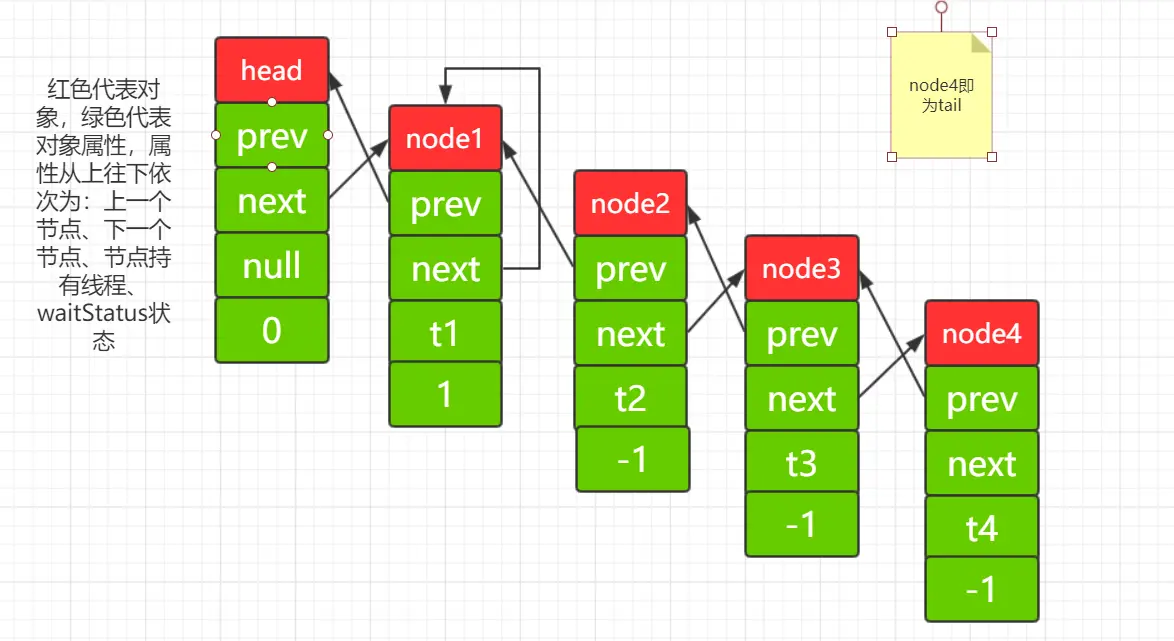 红色代表对
象，绿色代表
对象属性，属
性从上往下依
次为：上一个
节点、下一个
节点、节点持
有线程、
waitStatus状
态
head
prev
next
null
0
node1
prev
next
t1
1
node2
prev
next
t2
-1
node3
prev
next
t3
-1
node4
prev
next
t4
-1
node4即
为tail